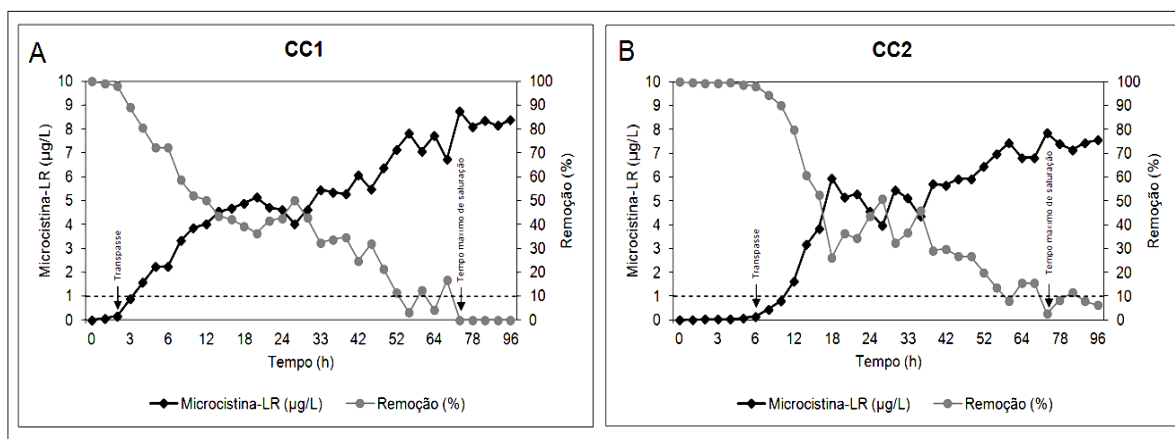 A
CC1
10
9
8
7
6
5
4
3
2
1
0
Microcistina-LR (µg/L)
100
90
80
70
60
50
40
30
20
10
0
Remoção (%)
Transpasse
Tempo máximo de saturação
0 3 6 12 18 24 32 42 52 64 78 96
Tempo (h)
Microcistina-LR (µg/L) Remoção (%)
B
CC2
10
9
8
7
6
5
4
3
2
1
0
Microcistina-LR (µg/L)
100
90
80
70
60
50
40
30
20
10
0
Remoção (%)
Transpasse
Tempo máximo de saturação
0 3 6 12 18 24 32 42 52 64 78 96
Tempo (h)
Microcistina-LR (µg/L) Remoção (%)